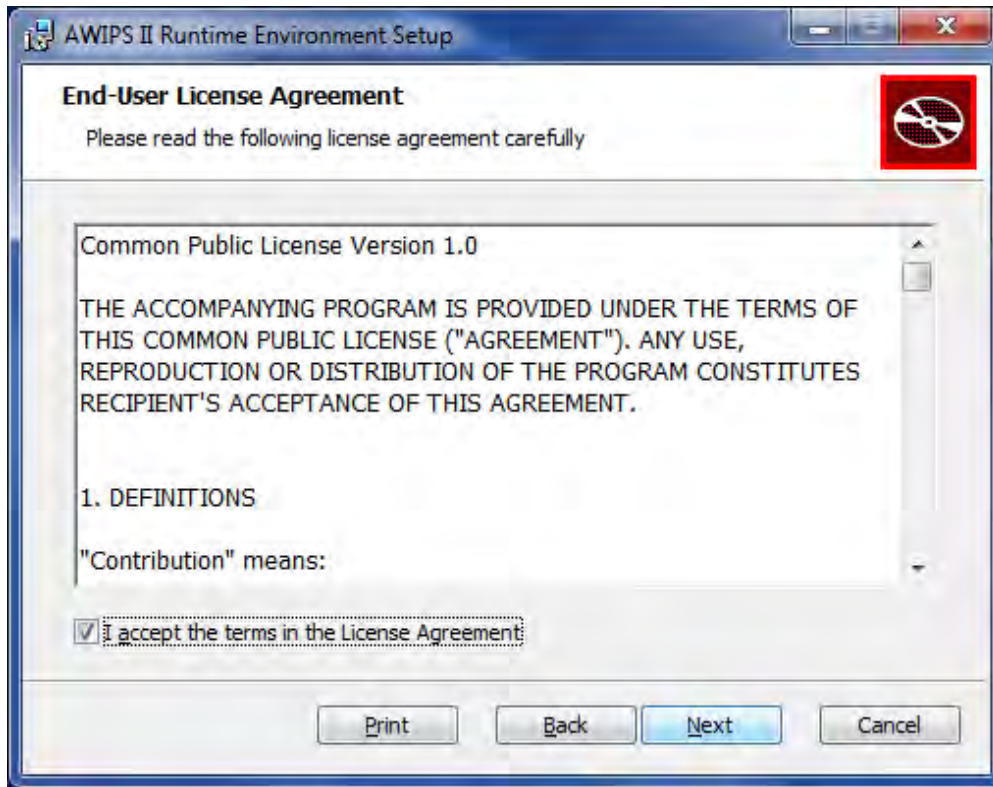 AWIPS II Runtime Environment Setup
End-User License Agreement
Please read the following license agreement carefully
Common Public License Version 1.0
THE ACCOMPANYING PROGRAM IS PROVIDED UNDER THE TERMS OF
THIS COMMON PUBLIC LICENSE ("AGREEMENT"). ANY USE,
REPRODUCTION OR DISTRIBUTION OF THE PROGRAM CONSTITUTES
RECIPIENT'S ACCEPTANCE OF THIS AGREEMENT.
1. DEFINITIONS
"Contribution" means:
I accept the terms in the License Agreement
Print Back Next Cancel